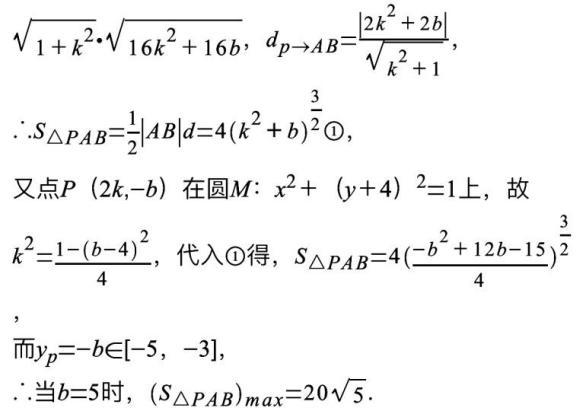 √(1+k²)·√(16k²+16b), d_{p→AB}=|2k²+2b|/√(k²+1),
∴S_{△PAB}=1/2|AB|d=4(k²+b)^{3/2}①,
又点P（2k,−b）在圆M：x²+（y+4）²=1上，故
k²=(1−(b−4)²)/4，代入①得，S_{△PAB}=4((−b²+12b−15)/4)^{3/2}
，
而y_p=−b∈[−5，−3]，
∴当b=5时，(S_{△PAB})_{max}=20√5.